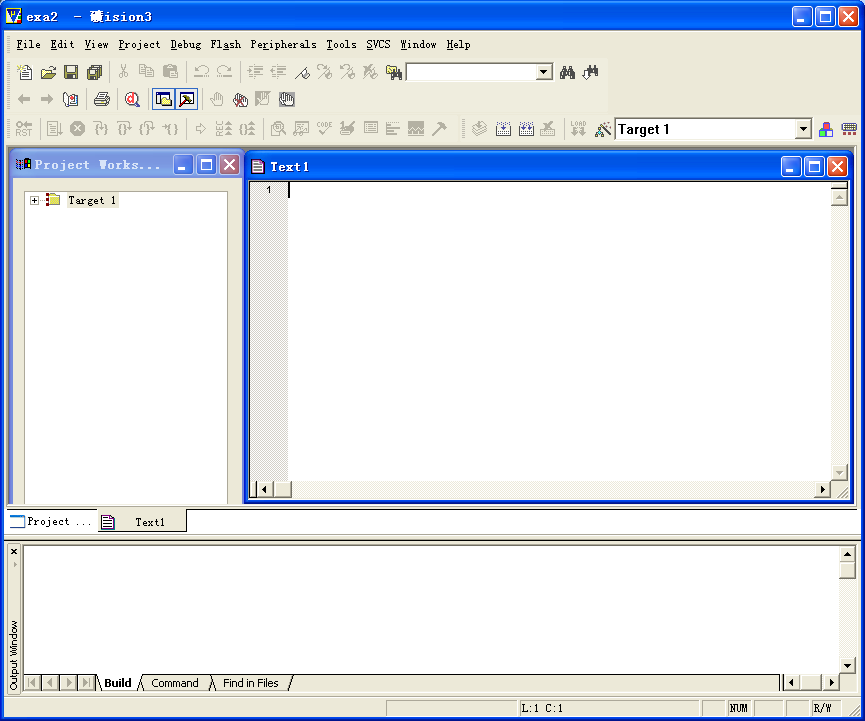 exa2 - 礦ision3
File Edit View Project Debug Flash Peripherals Tools SVCS Window Help
RST CODE LOAD Target 1
Project Works...
Text1
Target 1
1
Project ... Text1
Output Window
Build Command Find in Files
L:1 C:1 NUM R/W